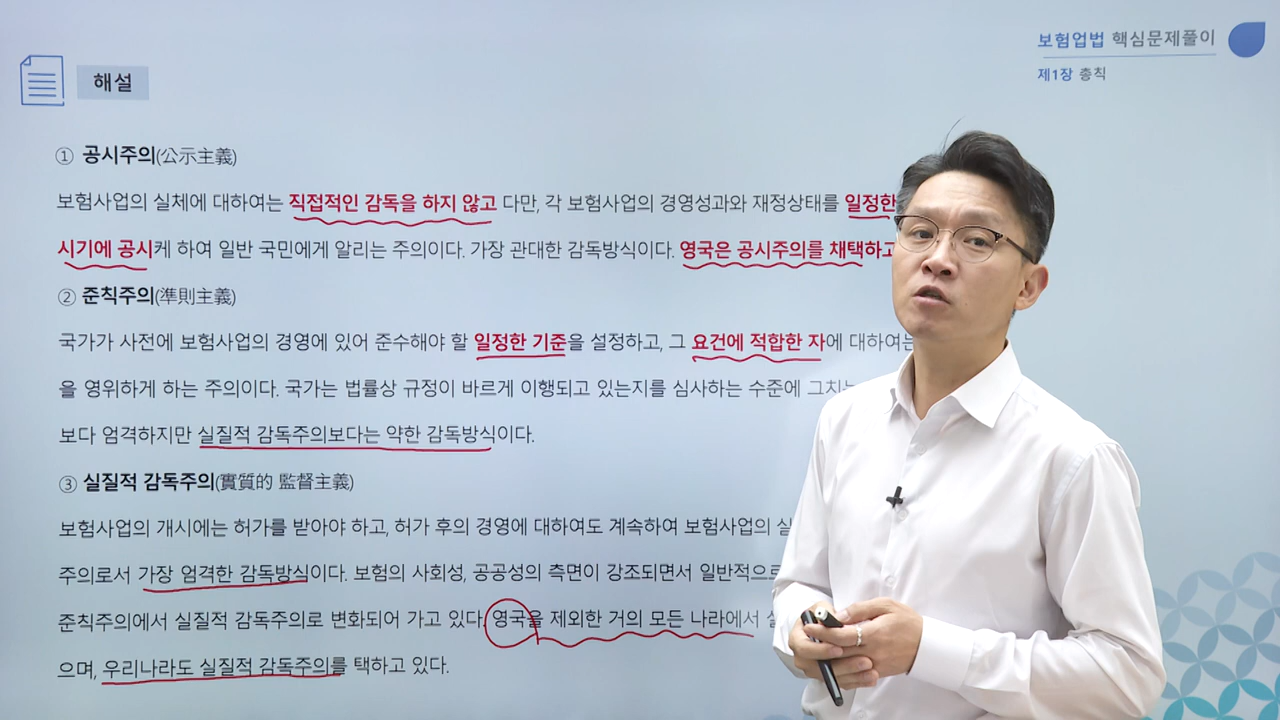 보험업법 핵심문제풀이
제1장 총칙
해설
① 공시주의(公示主義)
보험사업의 실체에 대하여는 직접적인 감독을 하지 않고 다만, 각 보험사업의 경영성과와 재정상태를 일정한
시기에 공시케 하여 일반 국민에게 알리는 주의이다. 가장 관대한 감독방식이다. 영국은 공시주의를 채택하고
② 준칙주의(準則主義)
국가가 사전에 보험사업의 경영에 있어 준수해야 할 일정한 기준을 설정하고, 그 요건에 적합한 자에 대하여는
을 영위하게 하는 주의이다. 국가는 법률상 규정이 바르게 이행되고 있는지를 심사하는 수준에 그치는
보다 엄격하지만 실질적 감독주의보다는 약한 감독방식이다.
③ 실질적 감독주의(實質的 監督主義)
보험사업의 개시에는 허가를 받아야 하고, 허가 후의 경영에 대하여도 계속하여 보험사업의
주의로서 가장 엄격한 감독방식이다. 보험의 사회성, 공공성의 측면이 강조되면서 일반적으로
준칙주의에서 실질적 감독주의로 변화되어 가고 있다. 영국을 제외한 거의 모든 나라에서
으며, 우리나라도 실질적 감독주의를 택하고 있다.